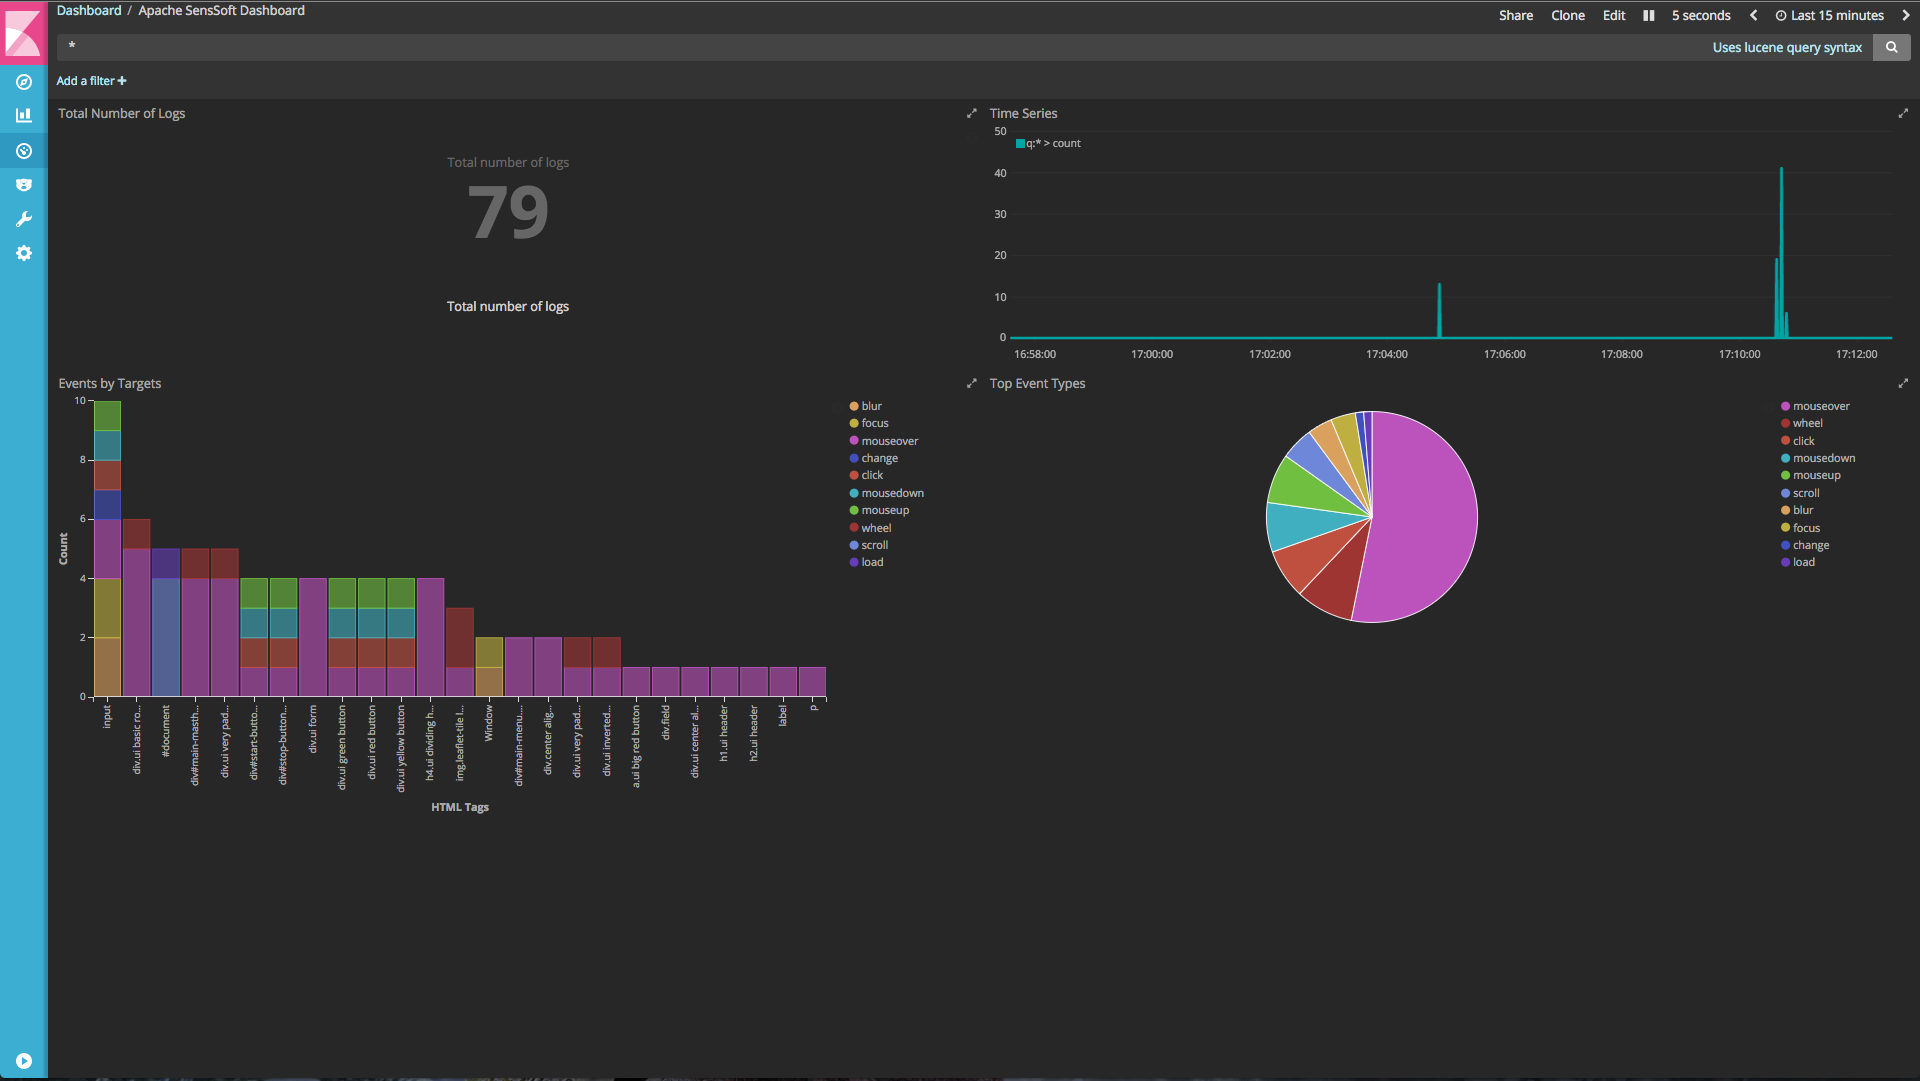 Dashboard / Apache SensSoft Dashboard
Share Clone Edit 5 seconds Last 15 minutes
*
Uses lucene query syntax
Add a filter +
Total Number of Logs
Total number of logs
79
Total number of logs
Time Series
q:* > count
50
40
30
20
10
0
16:58:00 17:00:00 17:02:00 17:04:00 17:06:00 17:08:00 17:10:00 17:12:00
Events by Targets
Count
10
8
6
4
2
0
input
div.ui basic ro...
#document
div#main-masth...
div.ui very pad...
div#start-butto...
div#stop-button...
div.ui form
div.ui green button
div.ui red button
div.ui yellow button
h4.ui dividing h...
img.leaflet-tile l...
Window
div#main-menu....
div.center alig...
div.ui very pad...
div.ui inverted...
a.ui big red button
div.field
div.ui center al...
h1.ui header
h2.ui header
label
p
HTML Tags
blur
focus
mouseover
change
click
mousedown
mouseup
wheel
scroll
load
Top Event Types
mouseover
wheel
click
mousedown
mouseup
scroll
blur
focus
change
load